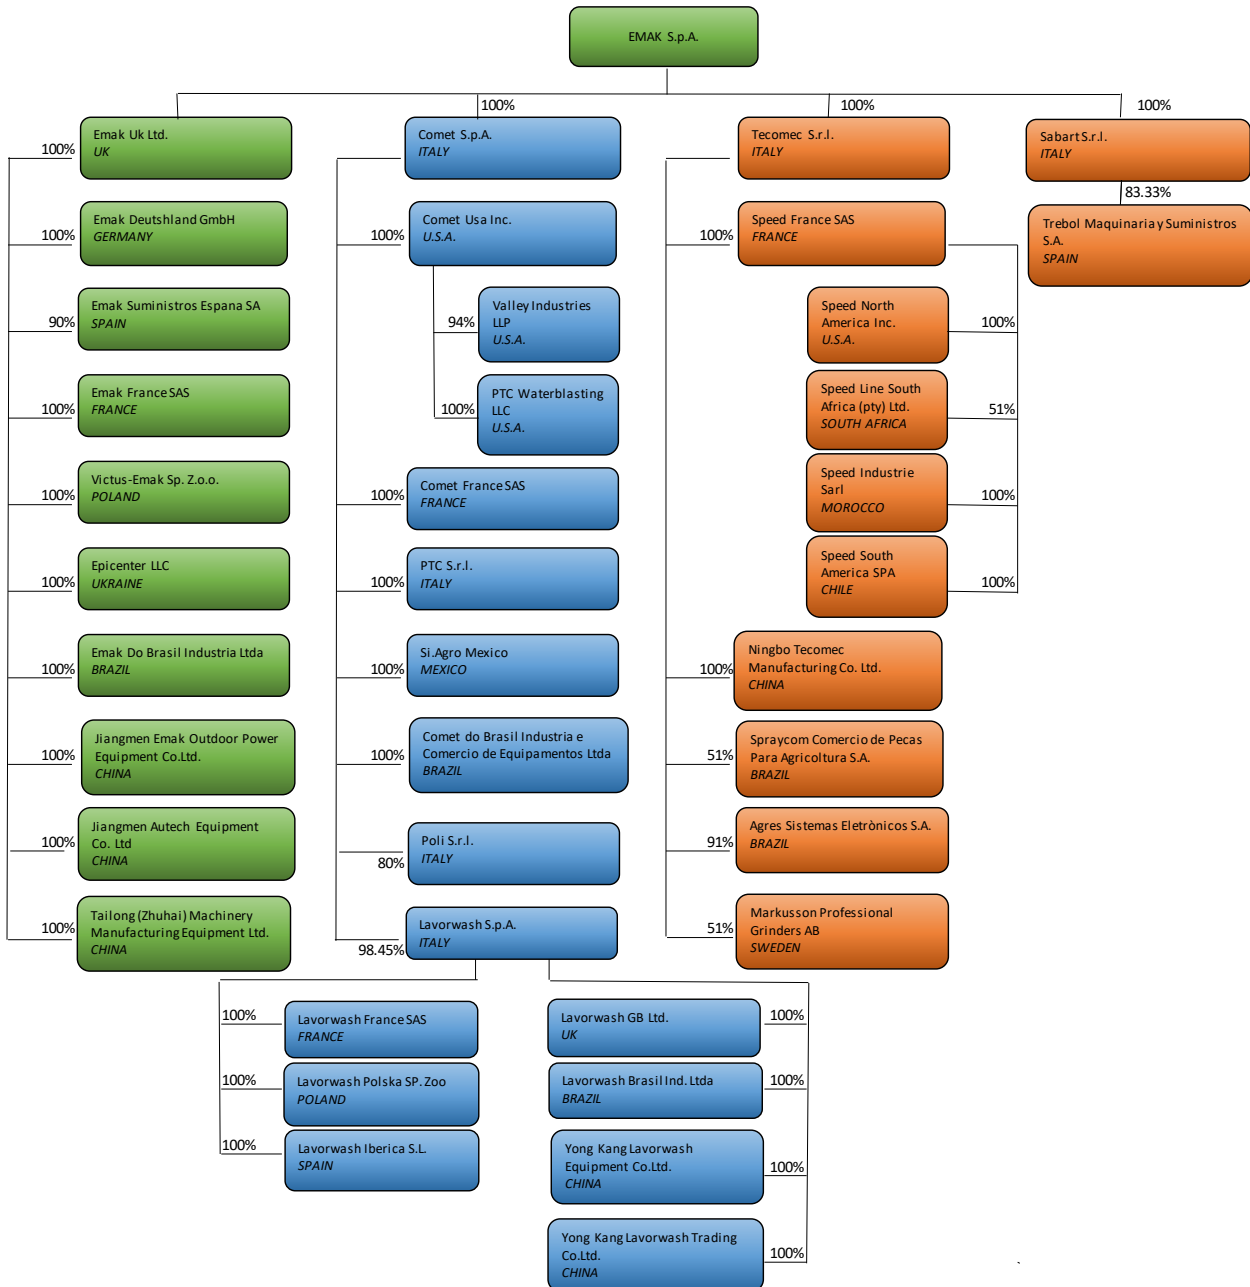 EMAK S.p.A.
100%
100%
100%
Emak Uk Ltd.
UK
100%
Emak Deutshland GmbH
GERMANY
100%
Emak Suministros Espana SA
SPAIN
90%
Emak France SAS
FRANCE
100%
Victus-Emak Sp. Z.o.o.
POLAND
100%
Epicenter LLC
UKRAINE
100%
Emak Do Brasil Industria Ltda
BRAZIL
100%
Jiangmen Emak Outdoor Power
Equipment Co.Ltd.
CHINA
100%
Jiangmen Autech Equipment
Co. Ltd
CHINA
100%
Tailong (Zhuhai) Machinery
Manufacturing Equipment Ltd.
CHINA
100%
Comet S.p.A.
ITALY
Comet Usa Inc.
U.S.A.
100%
Valley Industries
LLP
U.S.A.
94%
PTC Waterblasting
LLC
U.S.A.
100%
Comet France SAS
FRANCE
100%
PTC S.r.l.
ITALY
100%
Si.Agro Mexico
MEXICO
100%
Comet do Brasil Industria e
Comercio de Equipamentos Ltda
BRAZIL
100%
Poli S.r.l.
ITALY
80%
Lavorwash S.p.A.
ITALY
98.45%
Lavorwash France SAS
FRANCE
100%
Lavorwash Polska SP. Zoo
POLAND
100%
Lavorwash Iberica S.L.
SPAIN
100%
Lavorwash GB Ltd.
UK
100%
Lavorwash Brasil Ind. Ltda
BRAZIL
100%
Yong Kang Lavorwash
Equipment Co.Ltd.
CHINA
100%
Yong Kang Lavorwash Trading
Co.Ltd.
CHINA
100%
Tecomec S.r.l.
ITALY
Speed France SAS
FRANCE
100%
Speed North
America Inc.
U.S.A.
100%
Speed Line South
Africa (pty) Ltd.
SOUTH AFRICA
51%
Speed Industrie
Sarl
MOROCCO
100%
Speed South
America SPA
CHILE
100%
Ningbo Tecomec
Manufacturing Co. Ltd.
CHINA
100%
Spraycom Comercio de Pecas
Para Agricoltura S.A.
BRAZIL
51%
Agres Sistemas Eletrònicos S.A.
BRAZIL
91%
Markusson Professional
Grinders AB
SWEDEN
51%
Sabart S.r.l.
ITALY
83.33%
Trebol Maquinaria y Suministros
S.A.
SPAIN